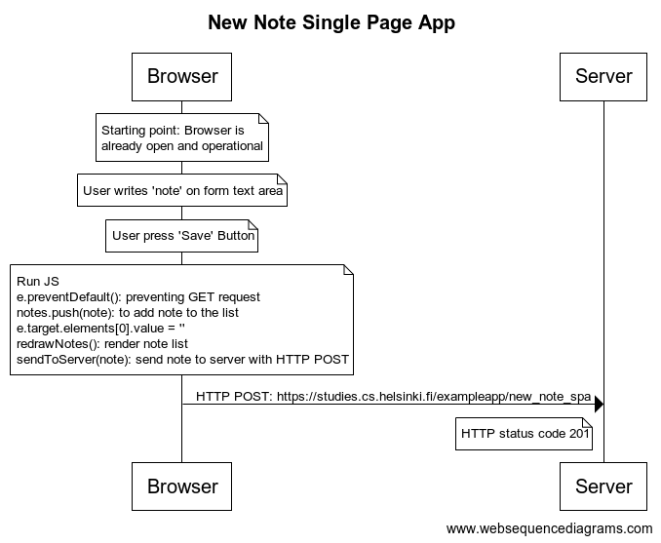 New Note Single Page App
Browser
Server
Starting point: Browser is
already open and operational
User writes 'note' on form text area
User press 'Save' Button
Run JS
e.preventDefault(): preventing GET request
notes.push(note): to add note to the list
e.target.elements[0].value = ''
redrawNotes(): render note list
sendToServer(note): send note to server with HTTP POST
HTTP POST: https://studies.cs.helsinki.fi/exampleapp/new_note_spa
HTTP status code 201
Browser
Server
www.websequencediagrams.com